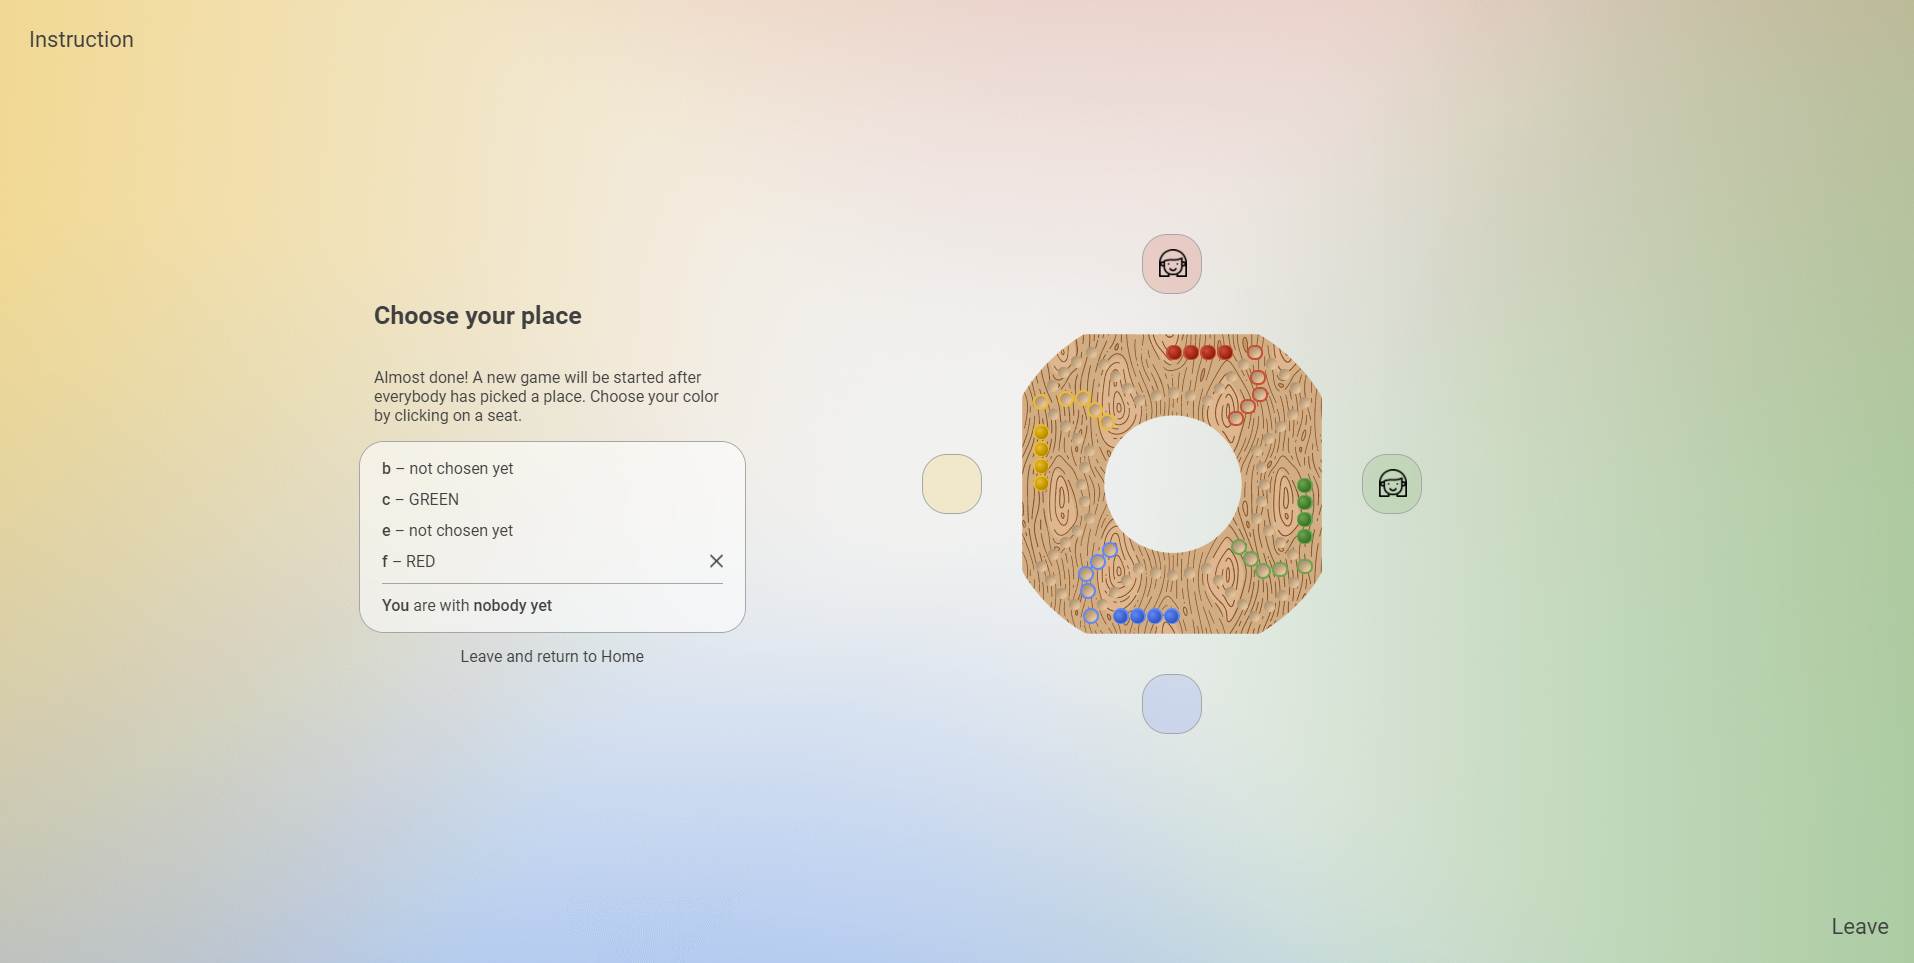 Instruction
Choose your place
Almost done! A new game will be started after
everybody has picked a place. Choose your color
by clicking on a seat.
b – not chosen yet
c – GREEN
e – not chosen yet
f – RED
You are with nobody yet
Leave and return to Home
Leave